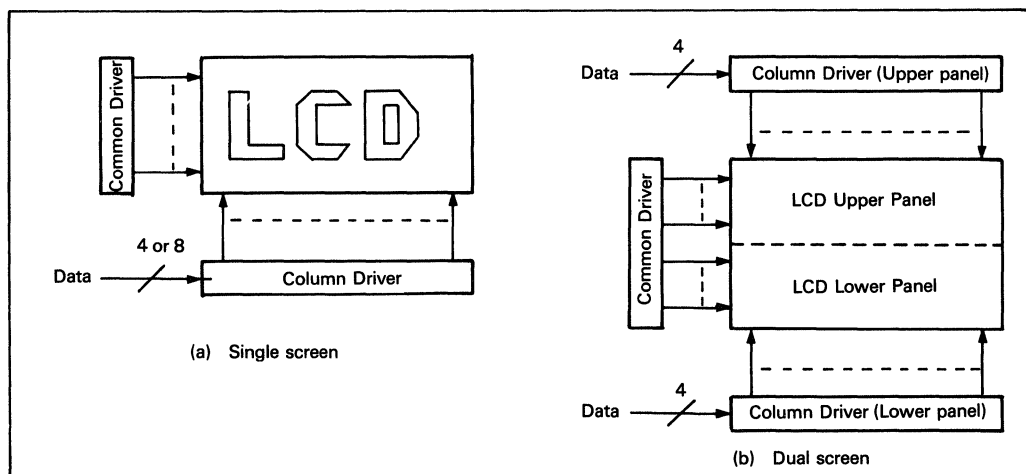 Common Driver
LCD
4 or 8
Data
Column Driver
(a) Single screen
4
Data
Column Driver (Upper panel)
Common Driver
LCD Upper Panel
LCD Lower Panel
4
Data
Column Driver (Lower panel)
(b) Dual screen